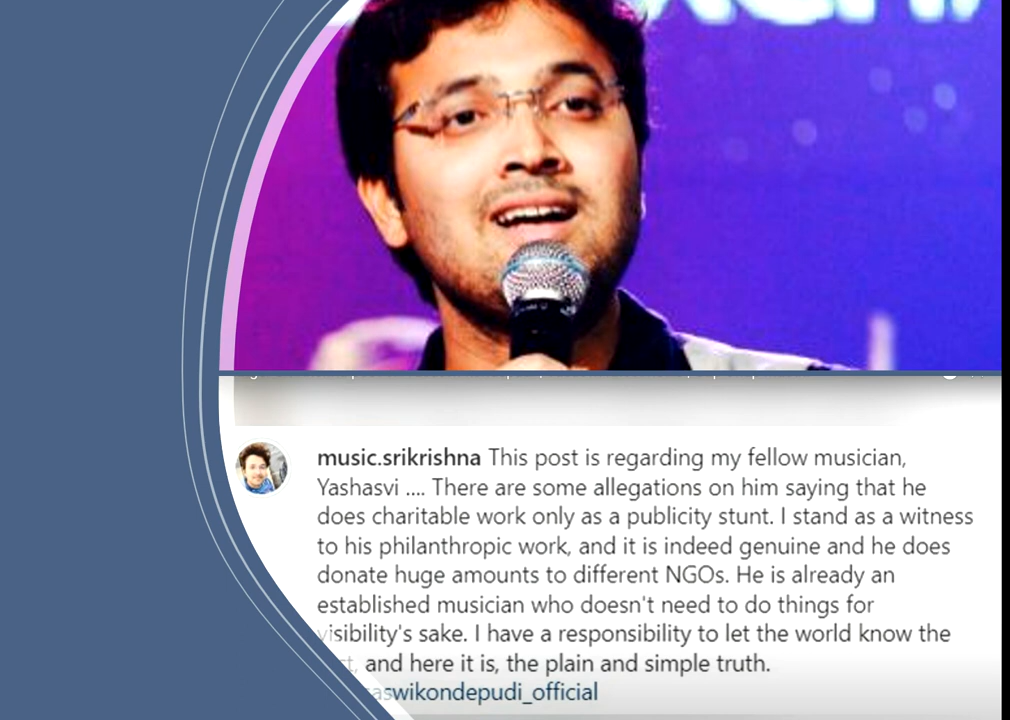 music.srikrishna This post is regarding my fellow musician,
Yashasvi .... There are some allegations on him saying that he
does charitable work only as a publicity stunt. I stand as a witness
to his philanthropic work, and it is indeed genuine and he does
donate huge amounts to different NGOs. He is already an
established musician who doesn't need to do things for
visibility's sake. I have a responsibility to let the world know the
and here it is, the plain and simple truth.
aswikondepudi_official